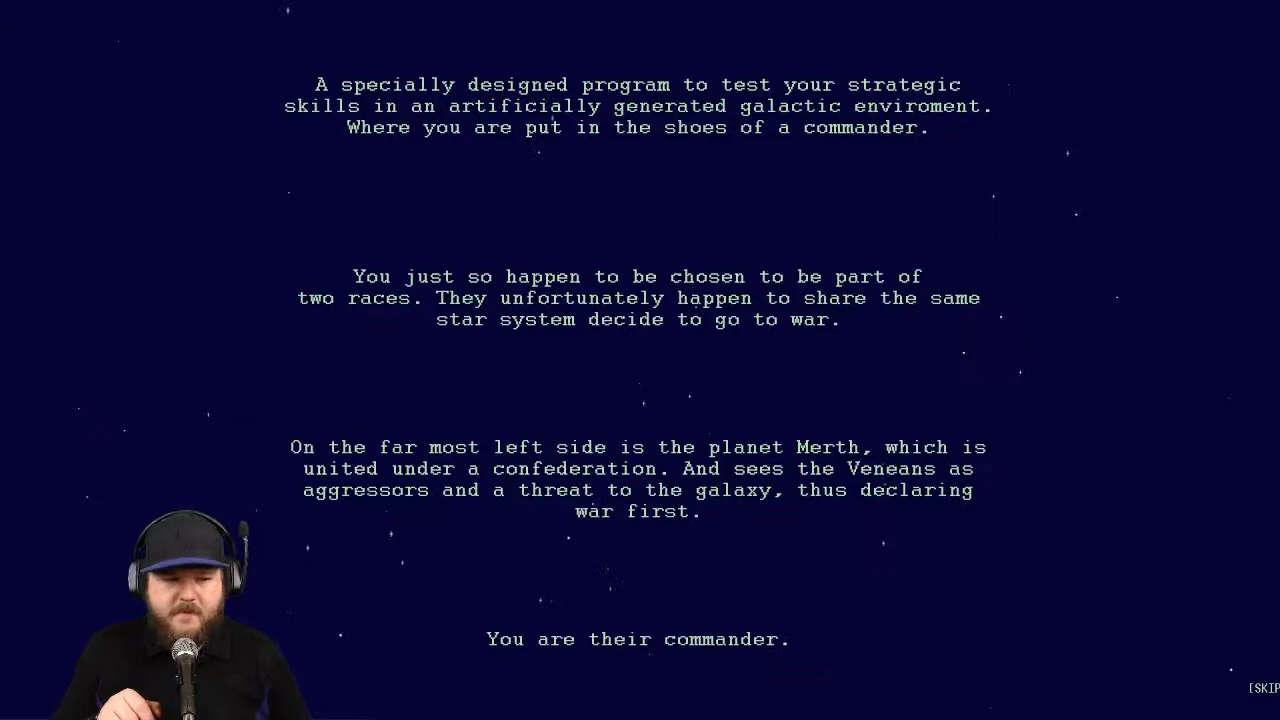 A specially designed program to test your strategic
skills in an artificially generated galactic enviroment.
Where you are put in the shoes of a commander.
You just so happen to be chosen to be part of
two races. They unfortunately happen to share the same
star system decide to go to war.
On the far most left side is the planet Merth, which is
united under a confederation. And sees the Veneans as
aggressors and a threat to the galaxy, thus declaring
war first.
You are their commander.
[SKIP